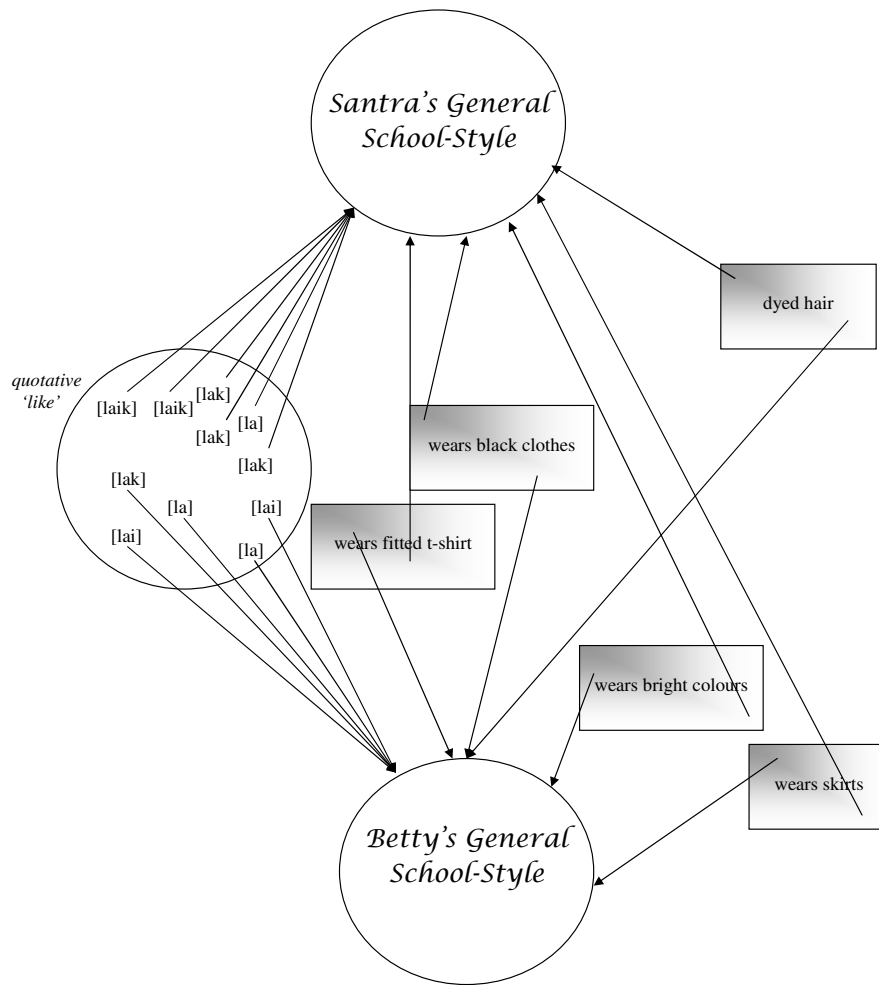 Santra's General
School-Style
dyed hair
quotative
'like'
[laik]
[laik]
[lak]
[la]
[lak]
[lak]
wears black clothes
[lak]
[la]
[lai]
[lai]
[la]
wears fitted t-shirt
wears bright colours
wears skirts
Betty's General
School-Style